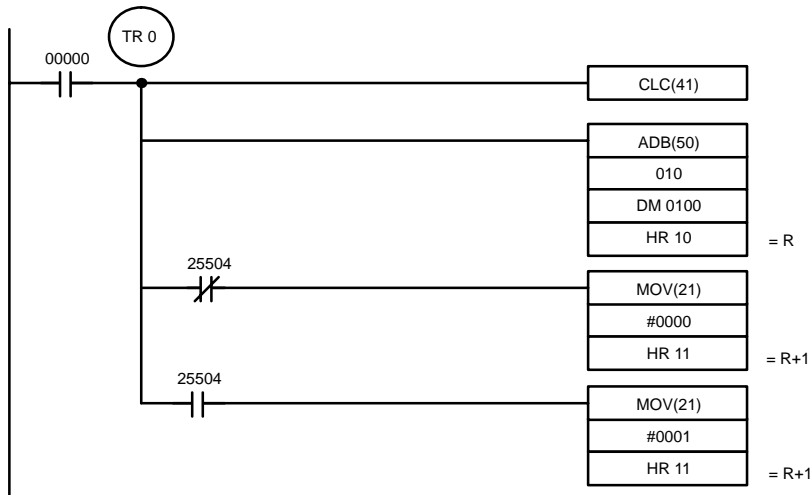 TR 0
00000
CLC(41)
ADB(50)
010
DM 0100
HR 10 = R
25504
MOV(21)
#0000
HR 11 = R+1
25504
MOV(21)
#0001
HR 11 = R+1